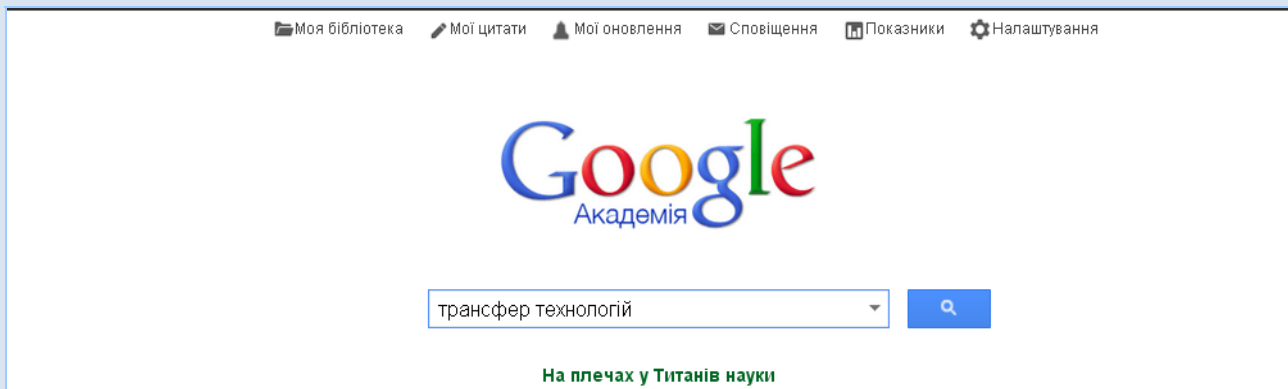 Моя бібліотека Мої цитати Мої оновлення Сповіщення Показники Налаштування
Google
Академія
трансфер технологій
На плечах у Титанів науки